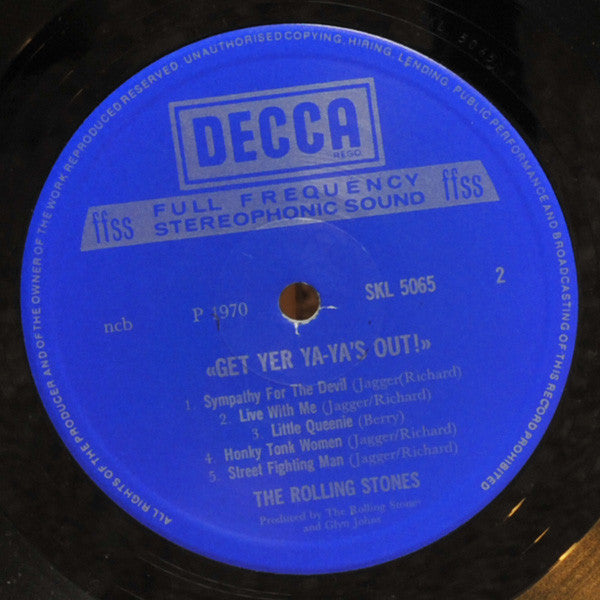 ALL RIGHTS OF THE PRODUCER AND OF THE OWNER OF THE WORK REPRODUCED RESERVED. UNAUTHORISED COPYING, HIRING, LENDING, PUBLIC PERFORMANCE AND BROADCASTING OF THIS RECORD PROHIBITED
DECCA
REGD.
ffss FULL FREQUENCY ffss
STEREOPHONIC SOUND
ncb P 1970 SKL 5065 2
«GET YER YA-YA'S OUT!»
1. Sympathy For The Devil (Jagger(Richard)
2. Live With Me (Jagger/Richard)
3. Little Queenie (Berry)
4. Honky Tonk Women (Jagger/Richard)
5. Street Fighting Man (Jagger/Richard)
THE ROLLING STONES
Produced by The Rolling Stones
and Glyn Johns